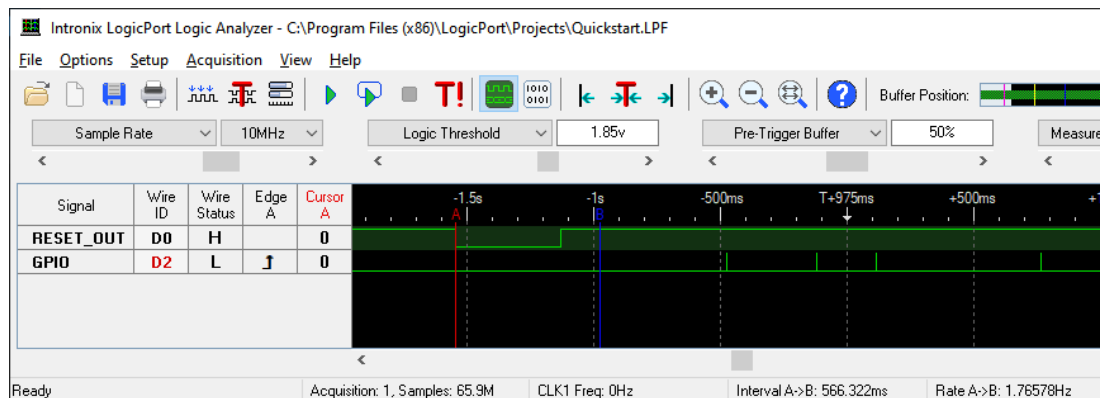 Intronix LogicPort Logic Analyzer - C:\Program Files (x86)\LogicPort\Projects\Quickstart.LPF
File Options Setup Acquisition View Help
T! 1010 0101 ? Buffer Position:
Sample Rate 10MHz Logic Threshold 1.85v Pre-Trigger Buffer 50% Measure
Signal Wire ID Wire Status Edge A Cursor A -1.5s -1s -500ms T+975ms +500ms +1
A B
RESET_OUT D0 H 0
GPIO D2 L 0
Ready Acquisition: 1, Samples: 65.9M CLK1 Freq: 0Hz Interval A->B: 566.322ms Rate A->B: 1.76578Hz